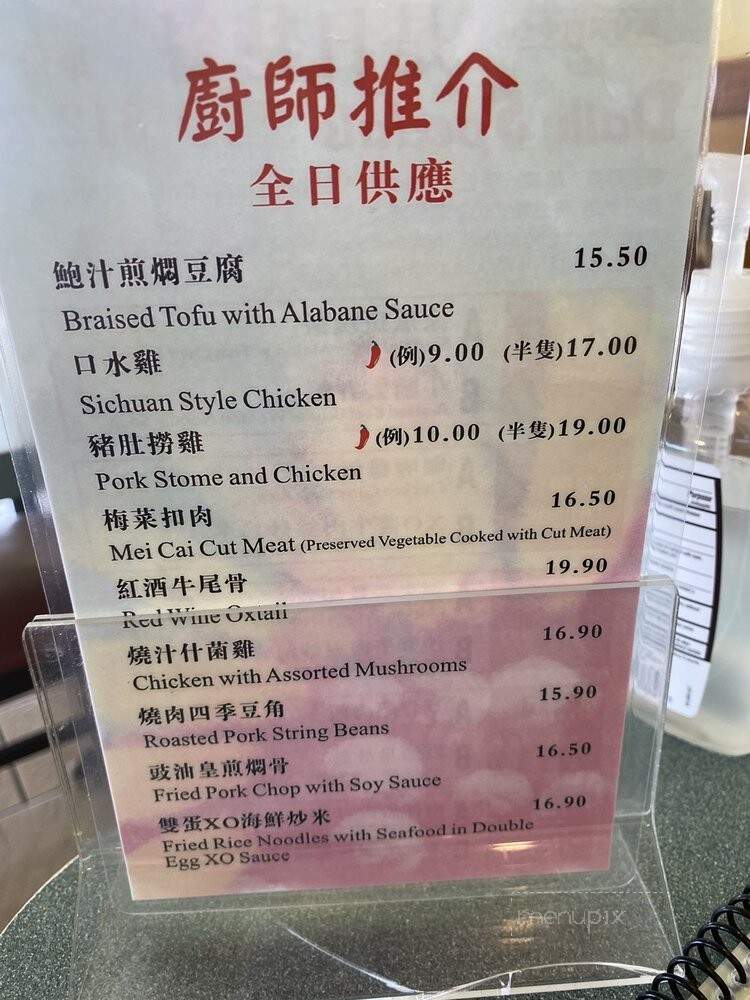 廚師推介
全日供應
鮑汁煎燜豆腐 15.50
Braised Tofu with Alabane Sauce
口水雞 (例)9.00 (半隻)17.00
Sichuan Style Chicken
豬肚撈雞 (例)10.00 (半隻)19.00
Pork Stome and Chicken
梅菜扣肉 16.50
Mei Cai Cut Meat (Preserved Vegetable Cooked with Cut Meat)
紅酒牛尾骨 19.90
Red Wine Oxtail
燒汁什菌雞 16.90
Chicken with Assorted Mushrooms
燒肉四季豆角 15.90
Roasted Pork String Beans
豉油皇煎燜骨 16.50
Fried Pork Chop with Soy Sauce
雙蛋XO海鮮炒米 16.90
Fried Rice Noodles with Seafood in Double
Egg XO Sauce
menupix